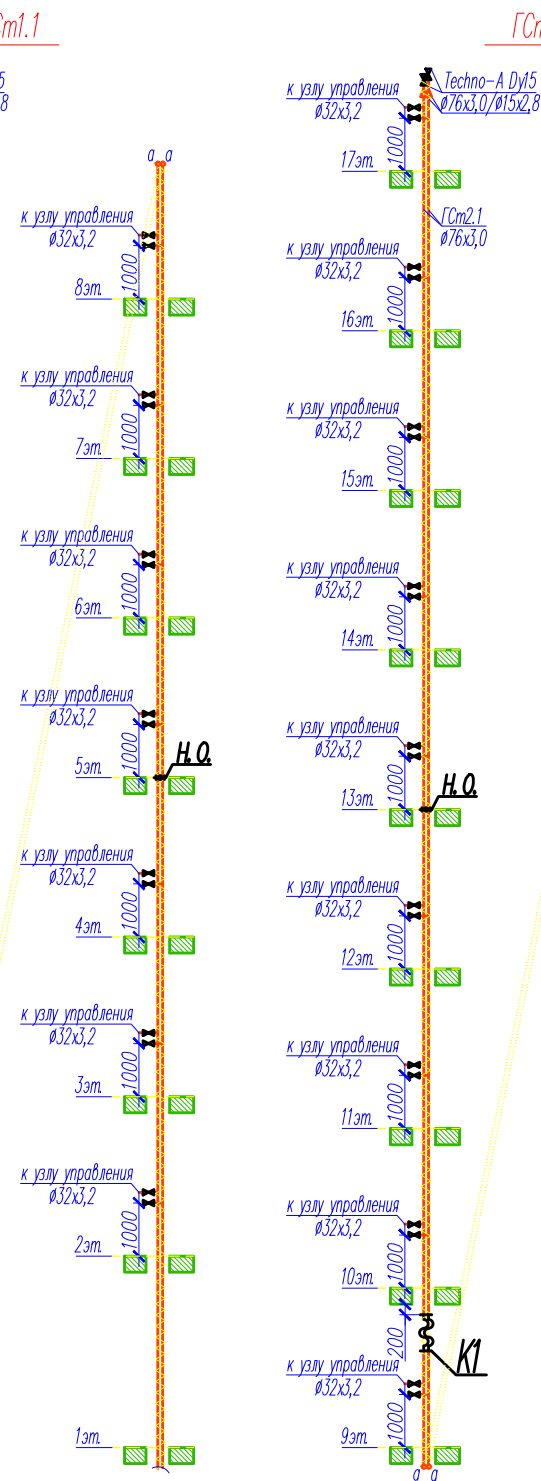 Ст1.1
5
8
а а
к узлу управления
ø32х3,2
1000
8эт.
к узлу управления
ø32х3,2
1000
7эт.
к узлу управления
ø32х3,2
1000
6эт.
к узлу управления
ø32х3,2
1000
5эт.
Н.О.
к узлу управления
ø32х3,2
1000
4эт.
к узлу управления
ø32х3,2
1000
3эт.
к узлу управления
ø32х3,2
1000
2эт.
1эт.
ГСт
Techno-A Dy15
ø76х3,0/ø15х2,8
к узлу управления
ø32х3,2
1000
17эт.
ГСт2.1
ø76х3,0
к узлу управления
ø32х3,2
1000
16эт.
к узлу управления
ø32х3,2
1000
15эт.
к узлу управления
ø32х3,2
1000
14эт.
к узлу управления
ø32х3,2
1000
13эт.
Н.О.
к узлу управления
ø32х3,2
1000
12эт.
к узлу управления
ø32х3,2
1000
11эт.
к узлу управления
ø32х3,2
1000
10эт.
200
К1
к узлу управления
ø32х3,2
1000
9эт.
а а